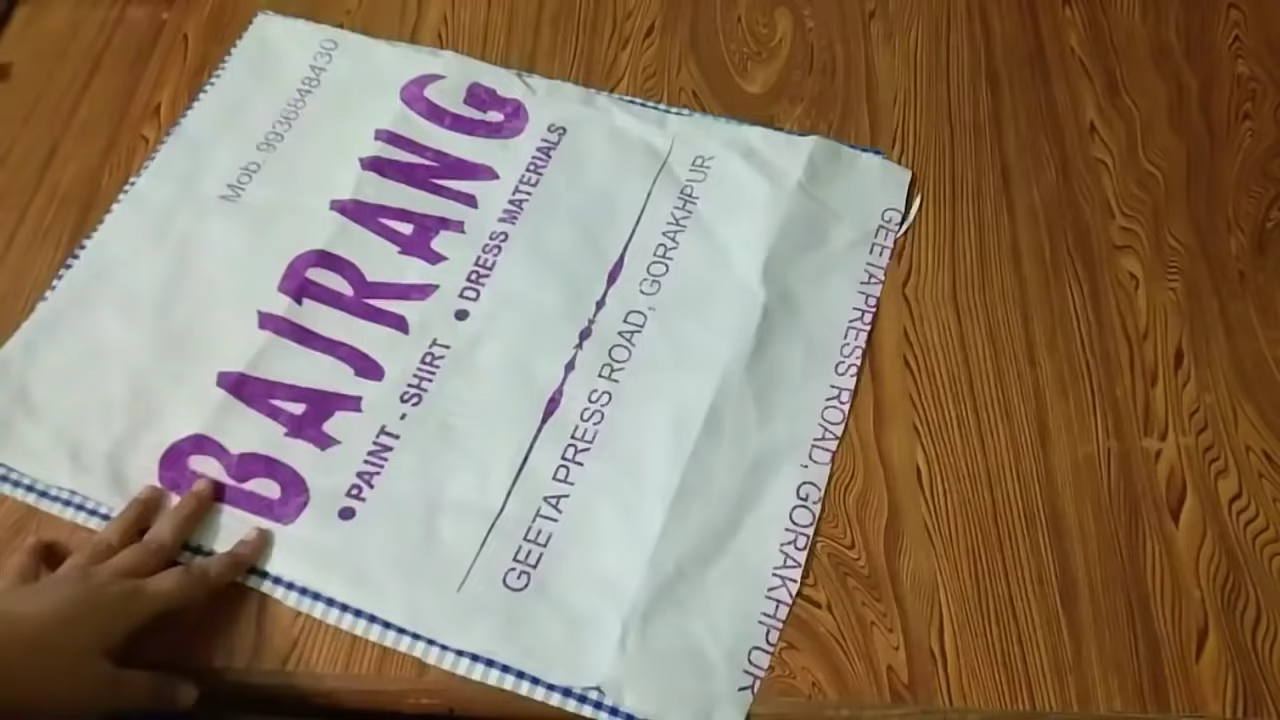 Mob. 9936848430
BAJRANG
•PAINT - SHIRT •DRESS MATERIALS
GEETA PRESS ROAD, GORAKHPUR
GEETA PRESS ROAD, GORAKHPUR